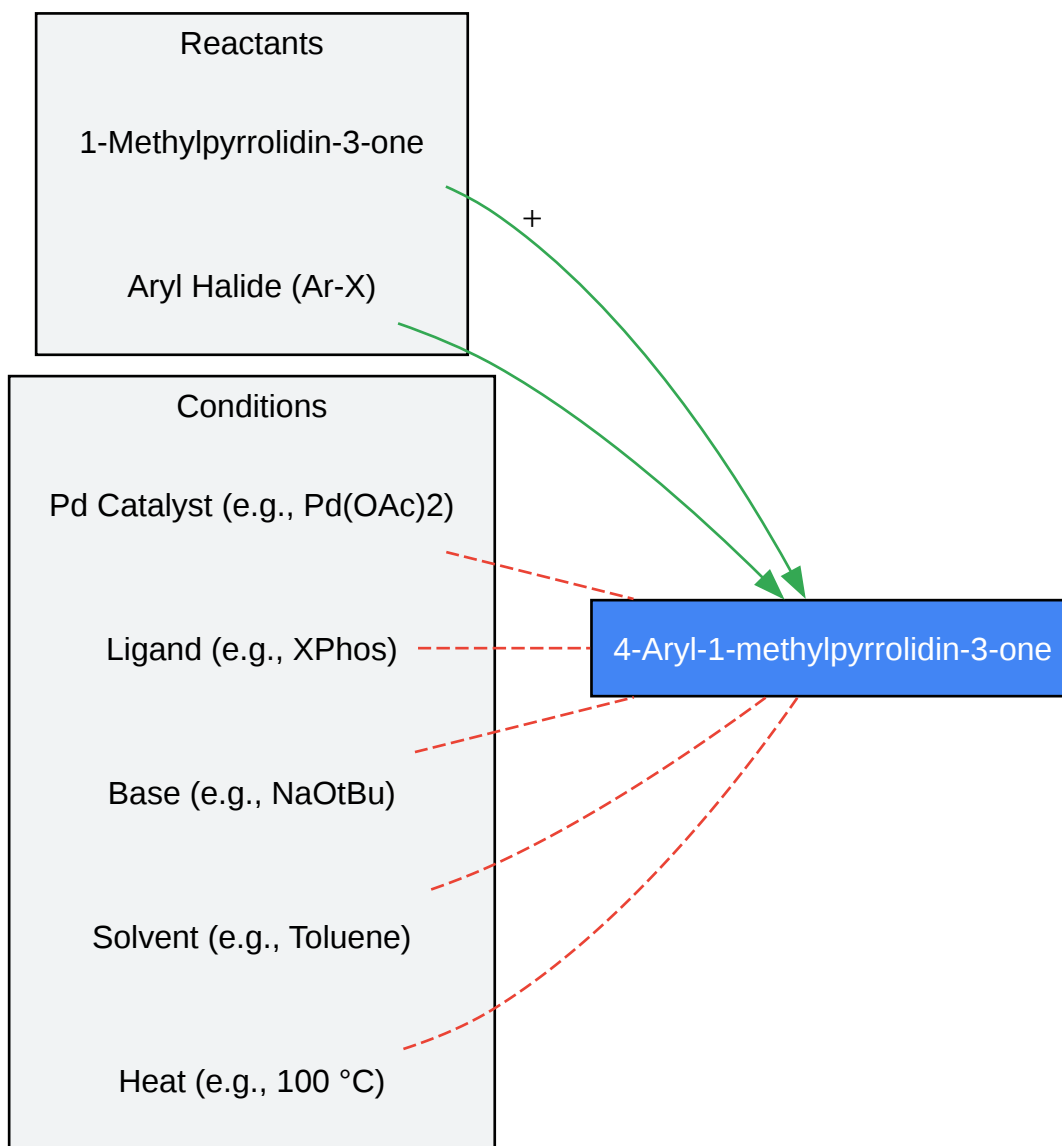 Reactants
1-Methylpyrrolidin-3-one
+
Aryl Halide (Ar-X)
Conditions
Pd Catalyst (e.g., Pd(OAc)2)
Ligand (e.g., XPhos)
4-Aryl-1-methylpyrrolidin-3-one
Base (e.g., NaOtBu)
Solvent (e.g., Toluene)
Heat (e.g., 100 °C)